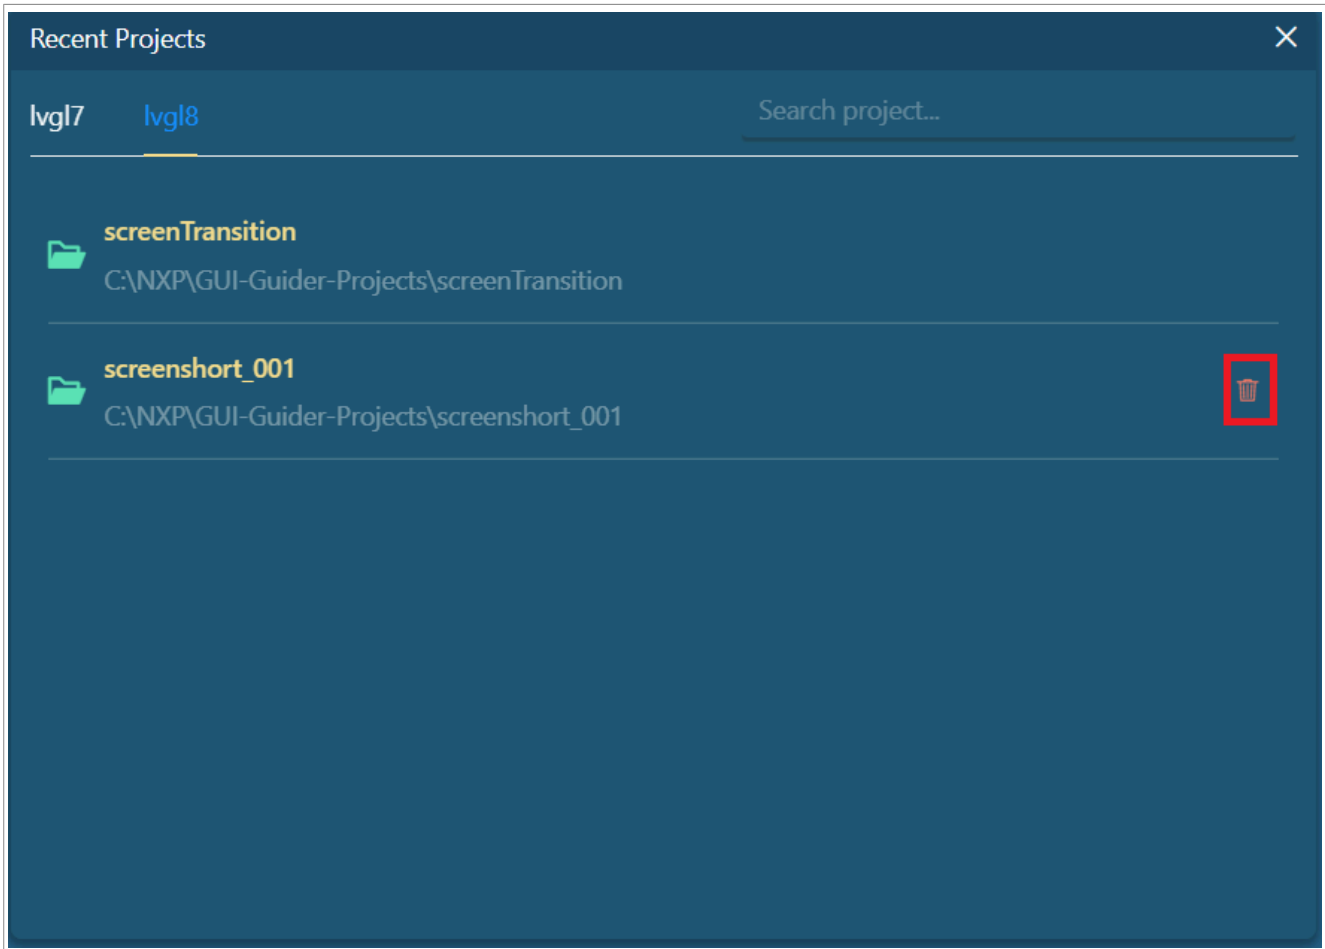 Recent Projects
lvgl7 lvgl8 Search project...
screenTransition
C:\NXP\GUI-Guider-Projects\screenTransition
screenshort_001
C:\NXP\GUI-Guider-Projects\screenshort_001